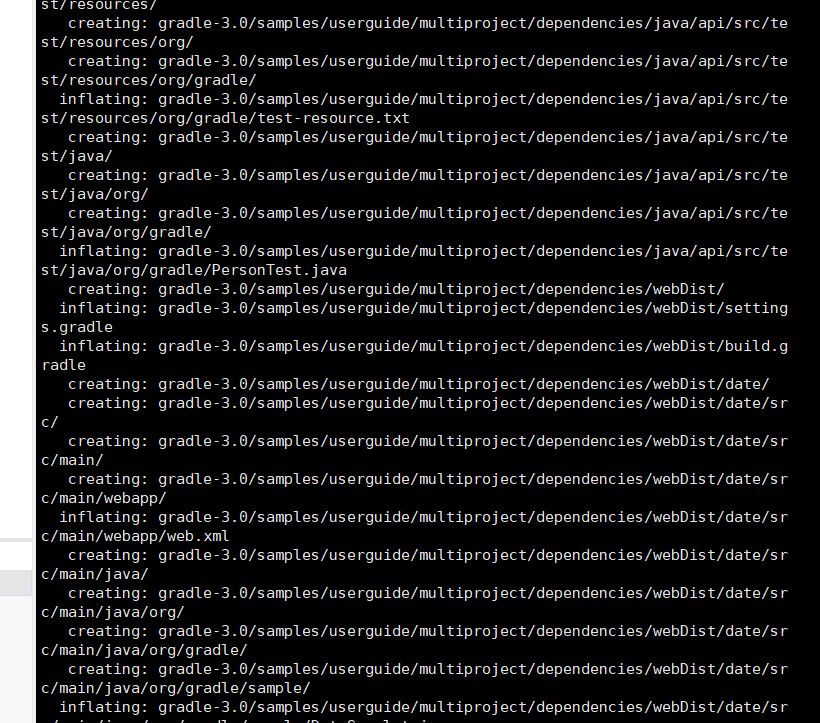 st/resources/
creating: gradle-3.0/samples/userguide/multiproject/dependencies/java/api/src/te
st/resources/org/
creating: gradle-3.0/samples/userguide/multiproject/dependencies/java/api/src/te
st/resources/org/gradle/
inflating: gradle-3.0/samples/userguide/multiproject/dependencies/java/api/src/te
st/resources/org/gradle/test-resource.txt
creating: gradle-3.0/samples/userguide/multiproject/dependencies/java/api/src/te
st/java/
creating: gradle-3.0/samples/userguide/multiproject/dependencies/java/api/src/te
st/java/org/
creating: gradle-3.0/samples/userguide/multiproject/dependencies/java/api/src/te
st/java/org/gradle/
inflating: gradle-3.0/samples/userguide/multiproject/dependencies/java/api/src/te
st/java/org/gradle/PersonTest.java
creating: gradle-3.0/samples/userguide/multiproject/dependencies/webDist/
inflating: gradle-3.0/samples/userguide/multiproject/dependencies/webDist/setting
s.gradle
inflating: gradle-3.0/samples/userguide/multiproject/dependencies/webDist/build.g
radle
creating: gradle-3.0/samples/userguide/multiproject/dependencies/webDist/date/
creating: gradle-3.0/samples/userguide/multiproject/dependencies/webDist/date/sr
c/
creating: gradle-3.0/samples/userguide/multiproject/dependencies/webDist/date/sr
c/main/
creating: gradle-3.0/samples/userguide/multiproject/dependencies/webDist/date/sr
c/main/webapp/
inflating: gradle-3.0/samples/userguide/multiproject/dependencies/webDist/date/sr
c/main/webapp/web.xml
creating: gradle-3.0/samples/userguide/multiproject/dependencies/webDist/date/sr
c/main/java/
creating: gradle-3.0/samples/userguide/multiproject/dependencies/webDist/date/sr
c/main/java/org/
creating: gradle-3.0/samples/userguide/multiproject/dependencies/webDist/date/sr
c/main/java/org/gradle/
creating: gradle-3.0/samples/userguide/multiproject/dependencies/webDist/date/sr
c/main/java/org/gradle/sample/
inflating: gradle-3.0/samples/userguide/multiproject/dependencies/webDist/date/sr